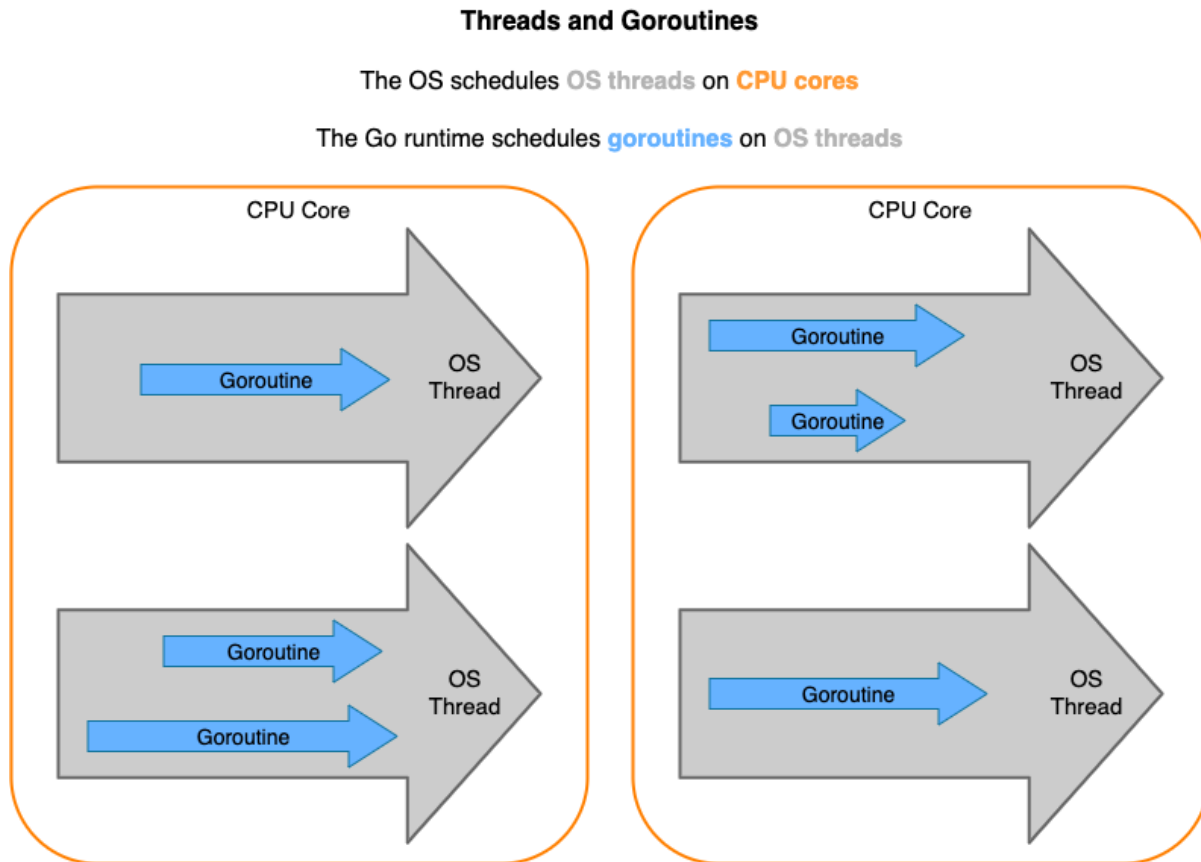 Threads and Goroutines
The OS schedules OS threads on CPU cores
The Go runtime schedules goroutines on OS threads
CPU Core
Goroutine
OS
Thread
Goroutine
Goroutine
OS
Thread
CPU Core
Goroutine
Goroutine
OS
Thread
Goroutine
OS
Thread